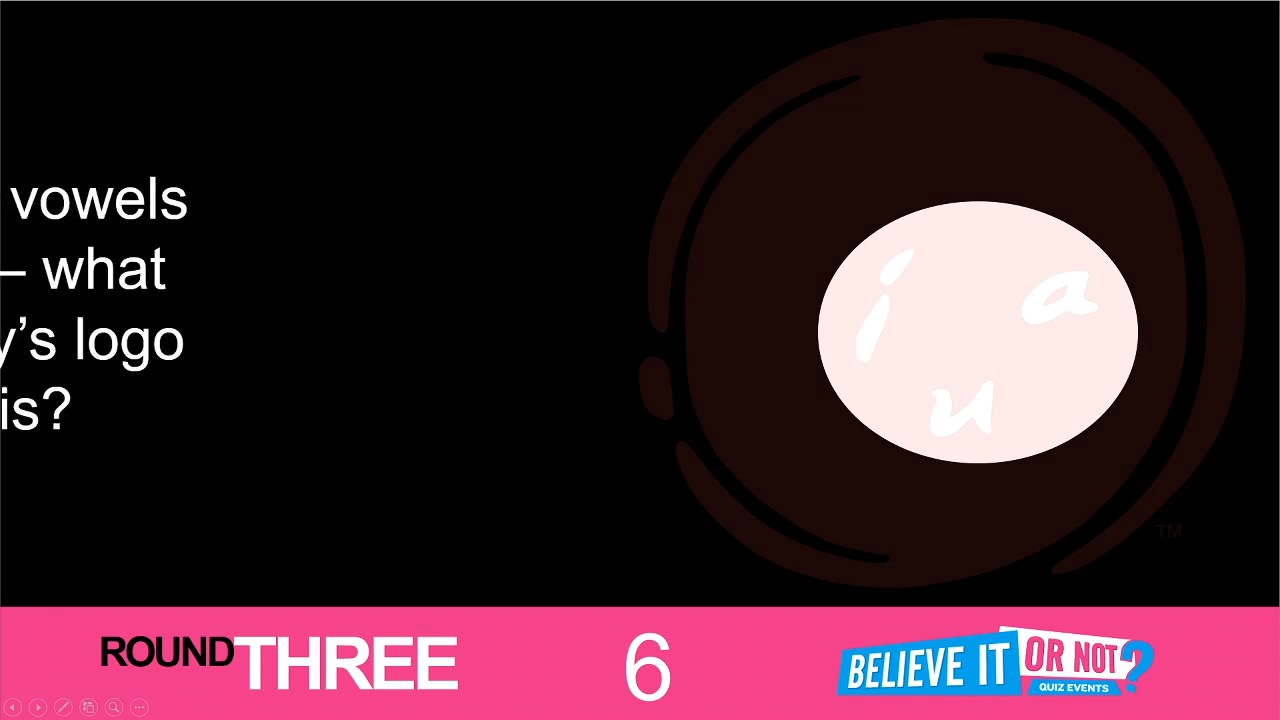 vowels
– what
y’s logo
is?
i a
u
TM
ROUNDTHREE
6
BELIEVE IT OR NOT?
QUIZ EVENTS